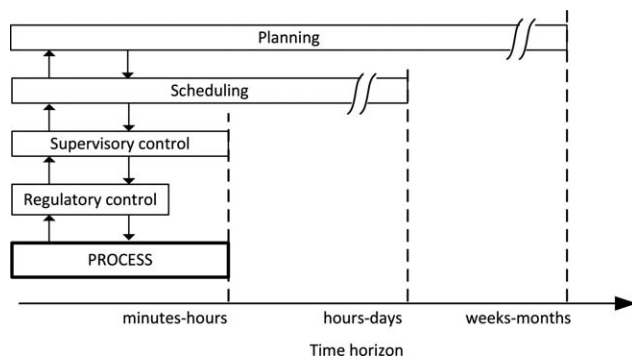 Planning
Scheduling
Supervisory control
Regulatory control
PROCESS
minutes-hours hours-days weeks-months
Time horizon